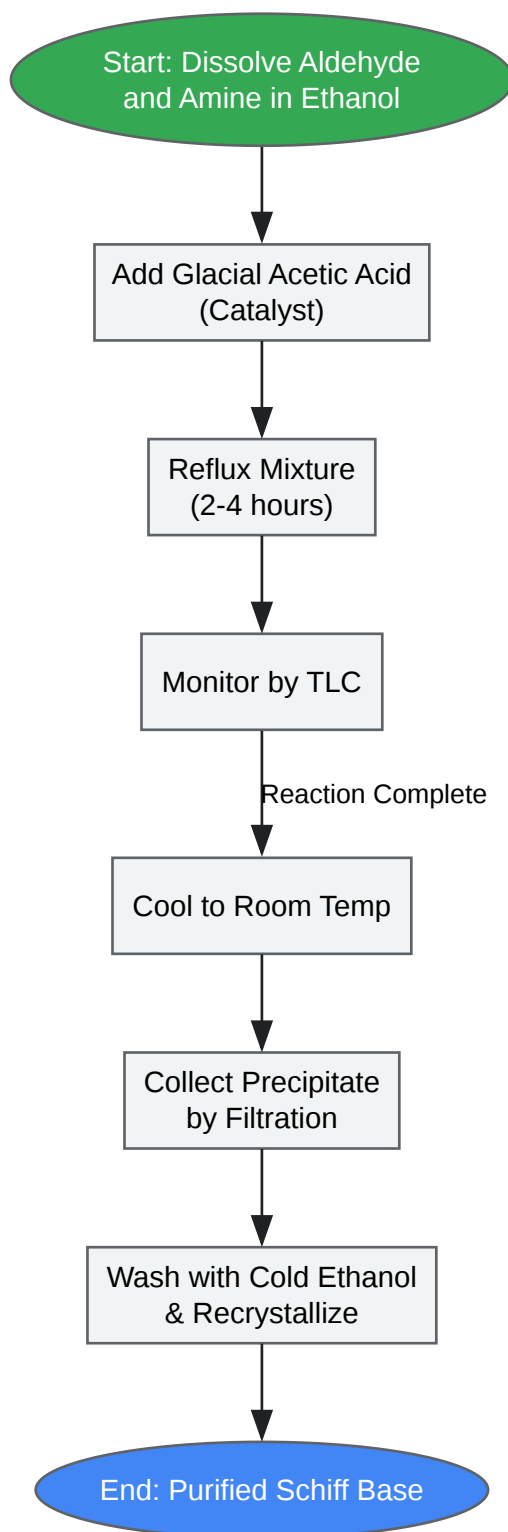 Start: Dissolve Aldehyde
and Amine in Ethanol
Add Glacial Acetic Acid
(Catalyst)
Reflux Mixture
(2-4 hours)
Monitor by TLC
Reaction Complete
Cool to Room Temp
Collect Precipitate
by Filtration
Wash with Cold Ethanol
& Recrystallize
End: Purified Schiff Base